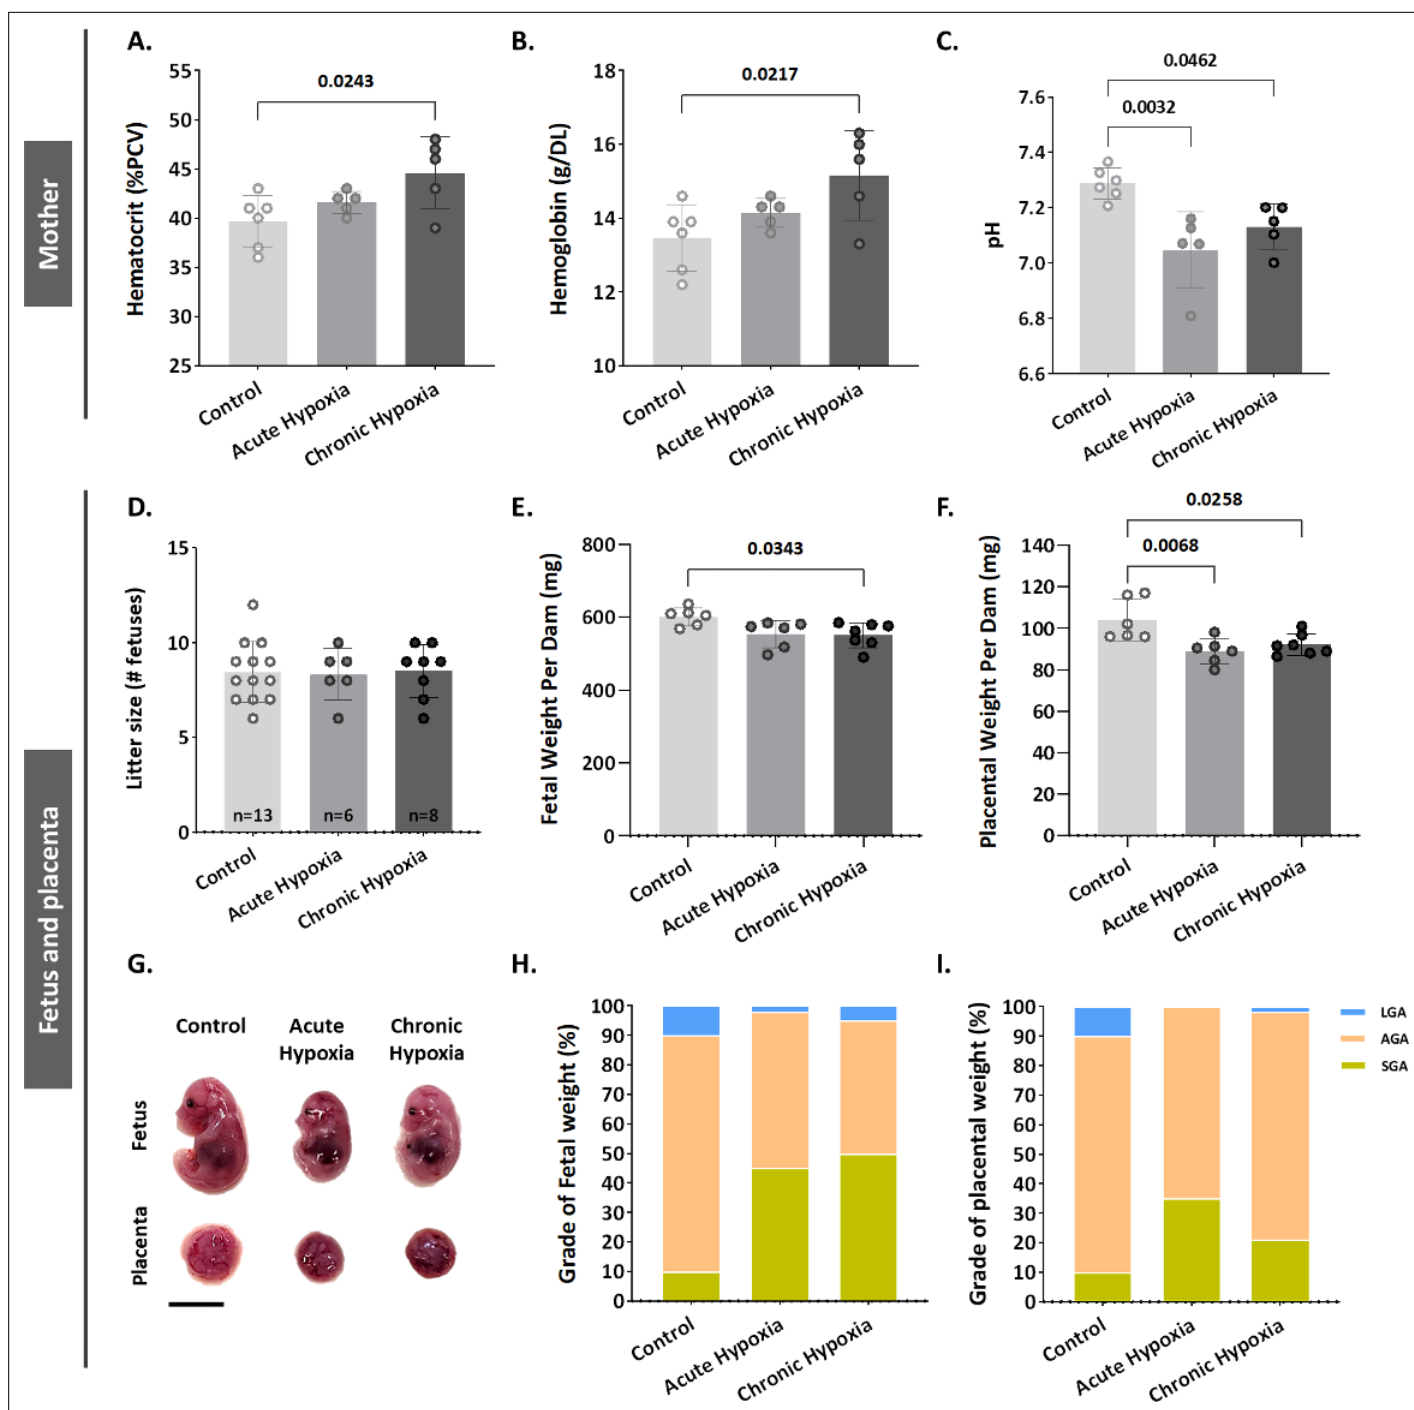 Mother
A.
Hematocrit (%PCV)
55
50
45
40
35
30
25
0.0243
Control
Acute Hypoxia
Chronic Hypoxia
B.
Hemoglobin (g/DL)
18
16
14
12
10
0.0217
Control
Acute Hypoxia
Chronic Hypoxia
C.
pH
7.6
7.4
7.2
7.0
6.8
6.6
0.0462
0.0032
Control
Acute Hypoxia
Chronic Hypoxia
Fetus and placenta
D.
Litter size (# fetuses)
15
10
5
0
n=13
n=6
n=8
Control
Acute Hypoxia
Chronic Hypoxia
E.
Fetal Weight Per Dam (mg)
800
600
400
200
0
0.0343
Control
Acute Hypoxia
Chronic Hypoxia
F.
Placental Weight Per Dam (mg)
140
120
100
80
60
40
20
0
0.0258
0.0068
Control
Acute Hypoxia
Chronic Hypoxia
G.
Control
Acute
Hypoxia
Chronic
Hypoxia
Fetus
Placenta
H.
Grade of Fetal weight (%)
100
90
80
70
60
50
40
30
20
10
0
Control
Acute Hypoxia
Chronic Hypoxia
I.
Grade of placental weight (%)
100
90
80
70
60
50
40
30
20
10
0
Control
Acute Hypoxia
Chronic Hypoxia
LGA
AGA
SGA